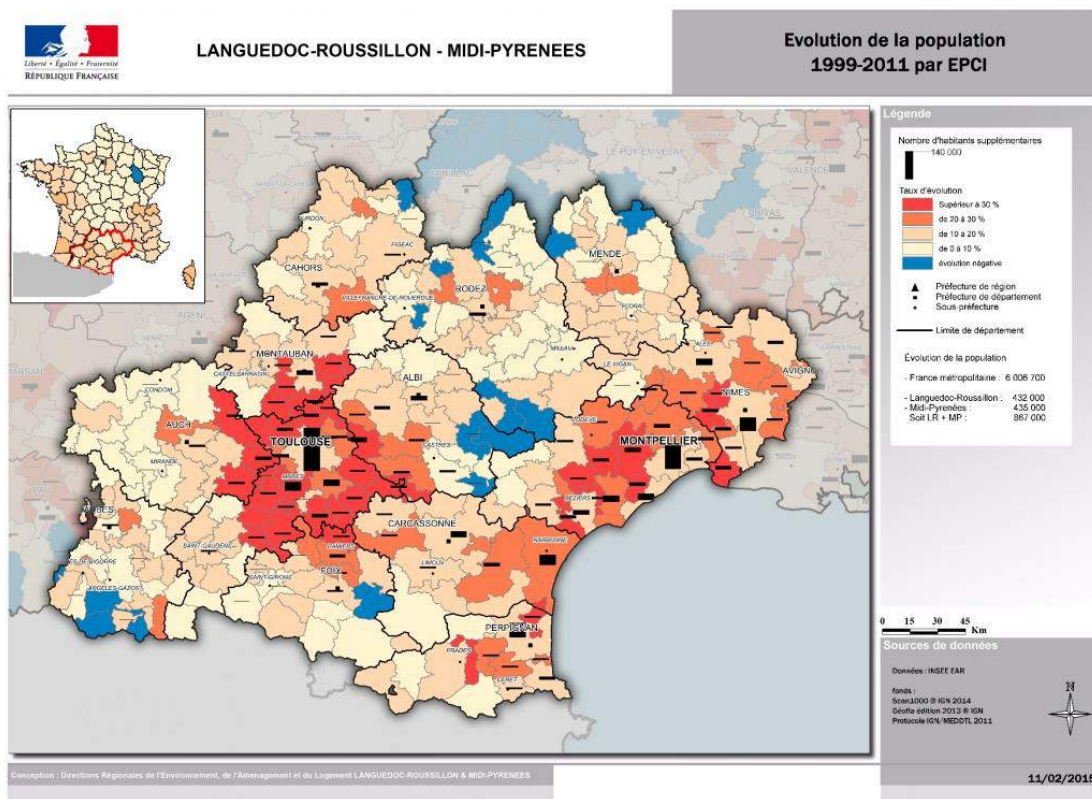 Liberté • Égalité • Fraternité
RÉPUBLIQUE FRANÇAISE
LANGUEDOC-ROUSSILLON - MIDI-PYRENEES
Evolution de la population
1999-2011 par EPCI
LE PUY-EN-VELAY
VALENCE
AGEN
GOURDON
FIGEAC
CAHORS
MENDE
RODEZ
VILLEFRANCHE-DE-ROUERGUE
FLORAC
MILLAU
ALES
LE VIGAN
AVIGN
NIMES
MONTAUBAN
CASTELSARRASIN
ALBI
CONDOM
AUCH
TOULOUSE
CASTRES
LODEVE
MONTPELLIER
MIRANDE
MURET
BEZIERS
CARCASSONNE
SAINT-GAUDENS
PAMIERS
NARBONNE
LIMOUX
FOIX
SAINT-GIRONS
ARGELES-GAZOST
PERPIGNAN
PRADES
CERET
Légende
Nombre d'habitants supplémentaires
140 000
Taux d'évolution
Supérieur à 30 %
de 20 à 30 %
de 10 à 20 %
de 0 à 10 %
évolution négative
Préfecture de région
Préfecture de département
Sous-préfecture
Limite de département
Évolution de la population
- France métropolitaine : 6 006 700
- Languedoc-Roussillon : 432 000
- Midi-Pyrenées : 435 000
Soit LR + MP : 867 000
0 15 30 45
Km
Sources de données
Données : INSEE EAR
fonds :
Scan1000 ® IGN 2014
Géofla édition 2013 ® IGN
Protocole IGN/MEDDTL 2011
N
Conception : Directions Régionales de l'Environnement, de l'Amenagement et du Logement LANGUEDOC-ROUSSILLON & MIDI-PYRENEES
11/02/2015